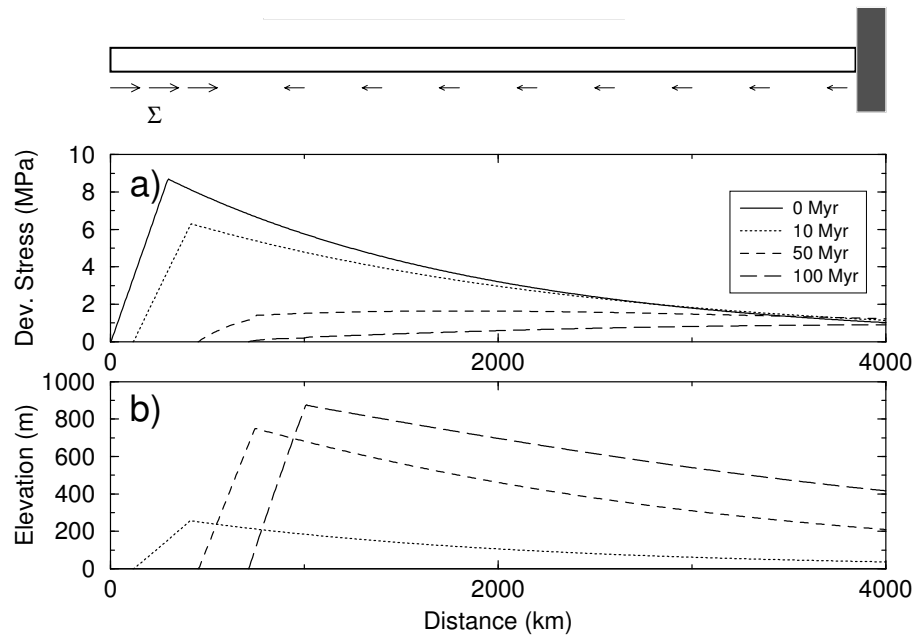 Σ
a)
Dev. Stress (MPa)
10
8
6
4
2
0
0 Myr
10 Myr
50 Myr
100 Myr
0
2000
4000
b)
Elevation (m)
1000
800
600
400
200
0
0
2000
4000
Distance (km)